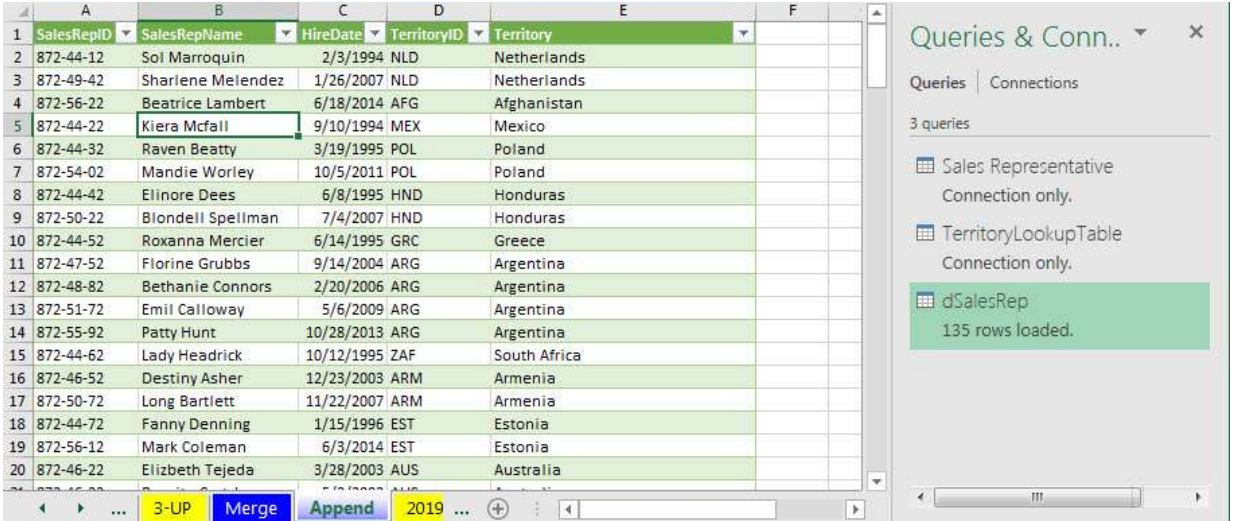 A B C D E F
1 SalesRepID SalesRepName HireDate TerritoryID Territory
2 872-44-12 Sol Marroquin 2/3/1994 NLD Netherlands
3 872-49-42 Sharlene Melendez 1/26/2007 NLD Netherlands
4 872-56-22 Beatrice Lambert 6/18/2014 AFG Afghanistan
5 872-44-22 Kiera Mcfall 9/10/1994 MEX Mexico
6 872-44-32 Raven Beatty 3/19/1995 POL Poland
7 872-54-02 Mandie Worley 10/5/2011 POL Poland
8 872-44-42 Elinore Dees 6/8/1995 HND Honduras
9 872-50-22 Blondell Spellman 7/4/2007 HND Honduras
10 872-44-52 Roxanna Mercier 6/14/1995 GRC Greece
11 872-47-52 Florine Grubbs 9/14/2004 ARG Argentina
12 872-48-82 Bethanie Connors 2/20/2006 ARG Argentina
13 872-51-72 Emil Calloway 5/6/2009 ARG Argentina
14 872-55-92 Patty Hunt 10/28/2013 ARG Argentina
15 872-44-62 Lady Headrick 10/12/1995 ZAF South Africa
16 872-46-52 Destiny Asher 12/23/2003 ARM Armenia
17 872-50-72 Long Bartlett 11/22/2007 ARM Armenia
18 872-44-72 Fanny Denning 1/15/1996 EST Estonia
19 872-56-12 Mark Coleman 6/3/2014 EST Estonia
20 872-46-22 Elizbeth Tejeda 3/28/2003 AUS Australia
... 3-UP Merge Append 2019 ...
Queries & Conn..
Queries | Connections
3 queries
Sales Representative
Connection only.
TerritoryLookupTable
Connection only.
dSalesRep
135 rows loaded.